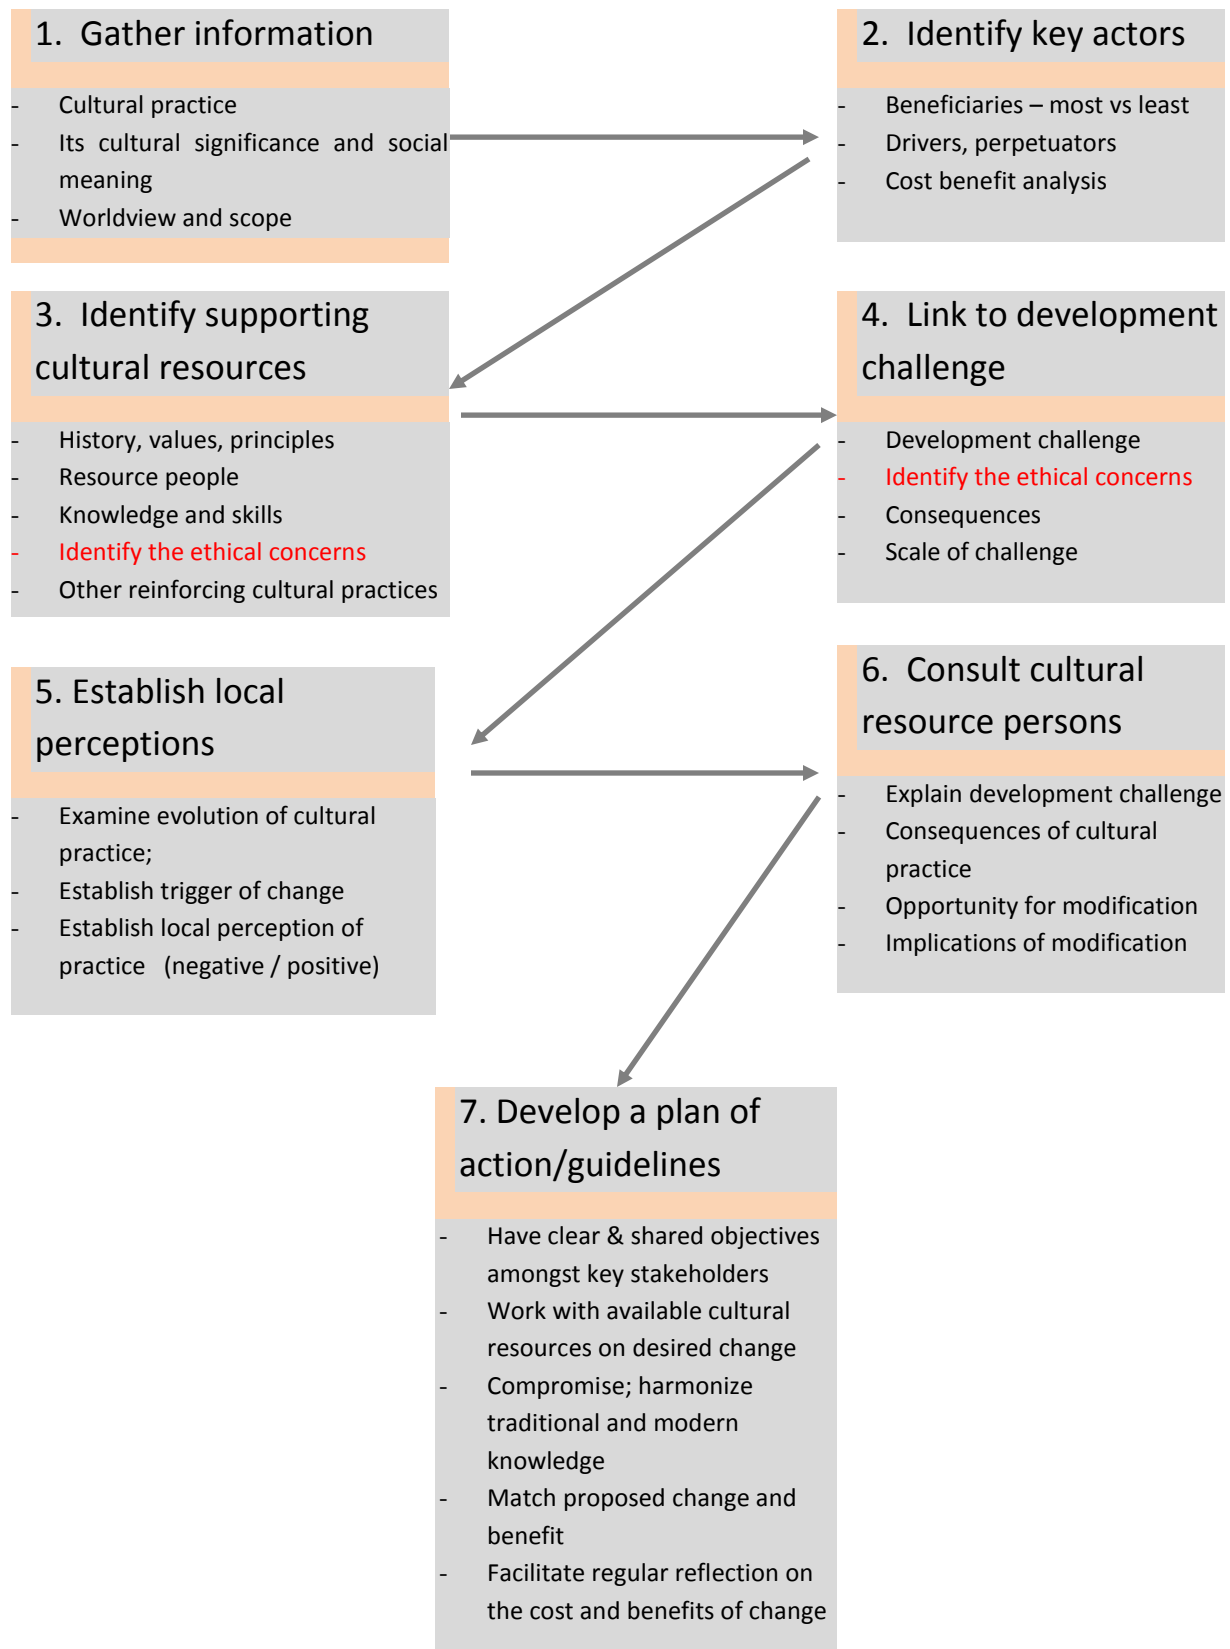 1. Gather information
- Cultural practice
- Its cultural significance and social
meaning
- Worldview and scope
2. Identify key actors
- Beneficiaries – most vs least
- Drivers, perpetuators
- Cost benefit analysis
3. Identify supporting
cultural resources
- History, values, principles
- Resource people
- Knowledge and skills
- Identify the ethical concerns
- Other reinforcing cultural practices
4. Link to development
challenge
- Development challenge
- Identify the ethical concerns
- Consequences
- Scale of challenge
5. Establish local
perceptions
- Examine evolution of cultural
practice;
- Establish trigger of change
- Establish local perception of
practice (negative / positive)
6. Consult cultural
resource persons
- Explain development challenge
- Consequences of cultural
practice
- Opportunity for modification
- Implications of modification
7. Develop a plan of
action/guidelines
- Have clear & shared objectives
amongst key stakeholders
- Work with available cultural
resources on desired change
- Compromise; harmonize
traditional and modern
knowledge
- Match proposed change and
benefit
- Facilitate regular reflection on
the cost and benefits of change